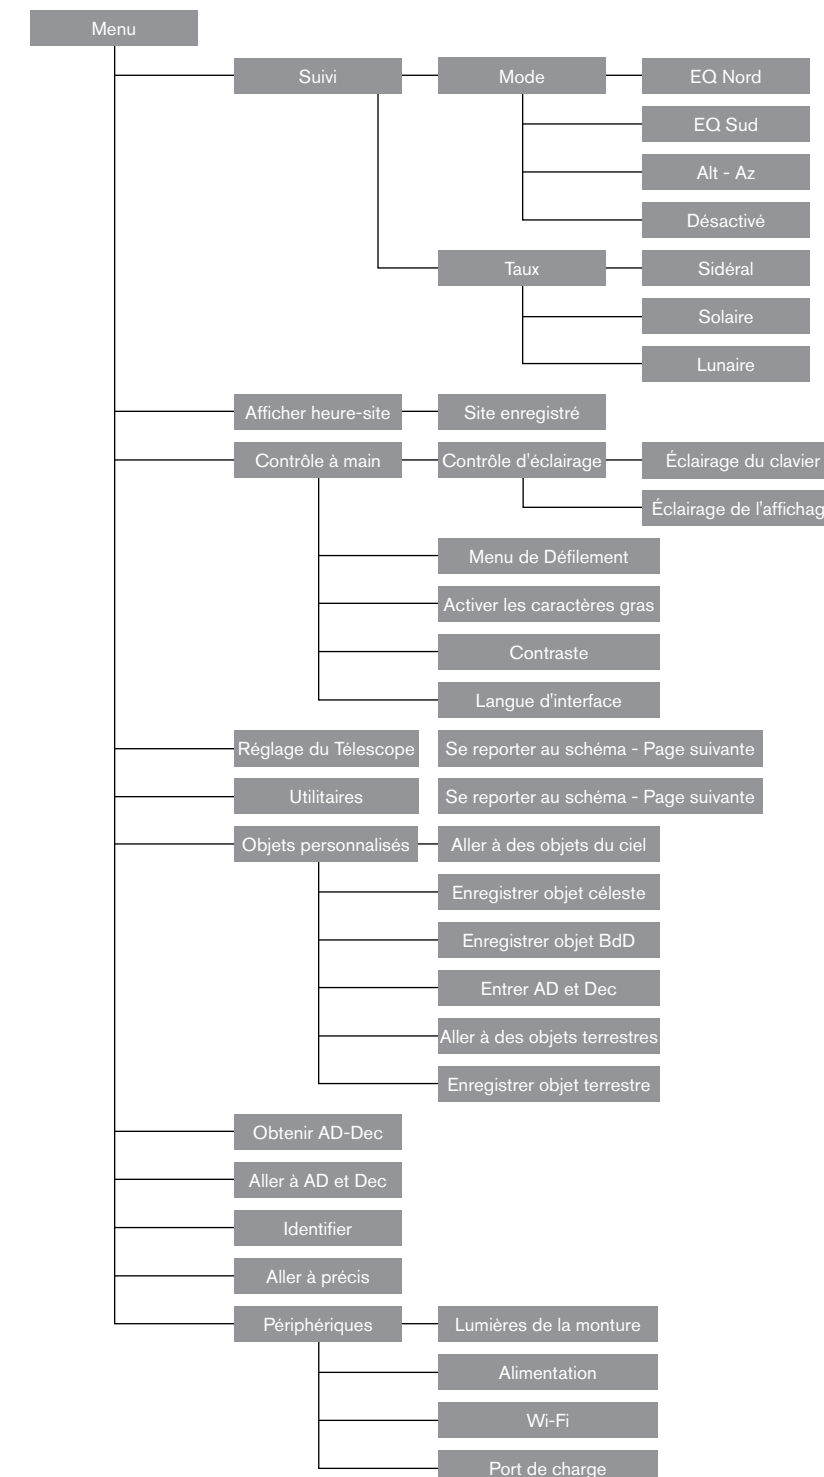 Menu
Suivi
Mode
EQ Nord
EQ Sud
Alt - Az
Désactivé
Taux
Sidéral
Solaire
Lunaire
Afficher heure-site
Site enregistré
Contrôle à main
Contrôle d'éclairage
Éclairage du clavier
Éclairage de l'affichag
Menu de Défilement
Activer les caractères gras
Contraste
Langue d'interface
Réglage du Télescope
Se reporter au schéma - Page suivante
Utilitaires
Se reporter au schéma - Page suivante
Objets personnalisés
Aller à des objets du ciel
Enregistrer objet céleste
Enregistrer objet BdD
Entrer AD et Dec
Aller à des objets terrestres
Enregistrer objet terrestre
Obtenir AD-Dec
Aller à AD et Dec
Identifier
Aller à précis
Périphériques
Lumières de la monture
Alimentation
Wi-Fi
Port de charge